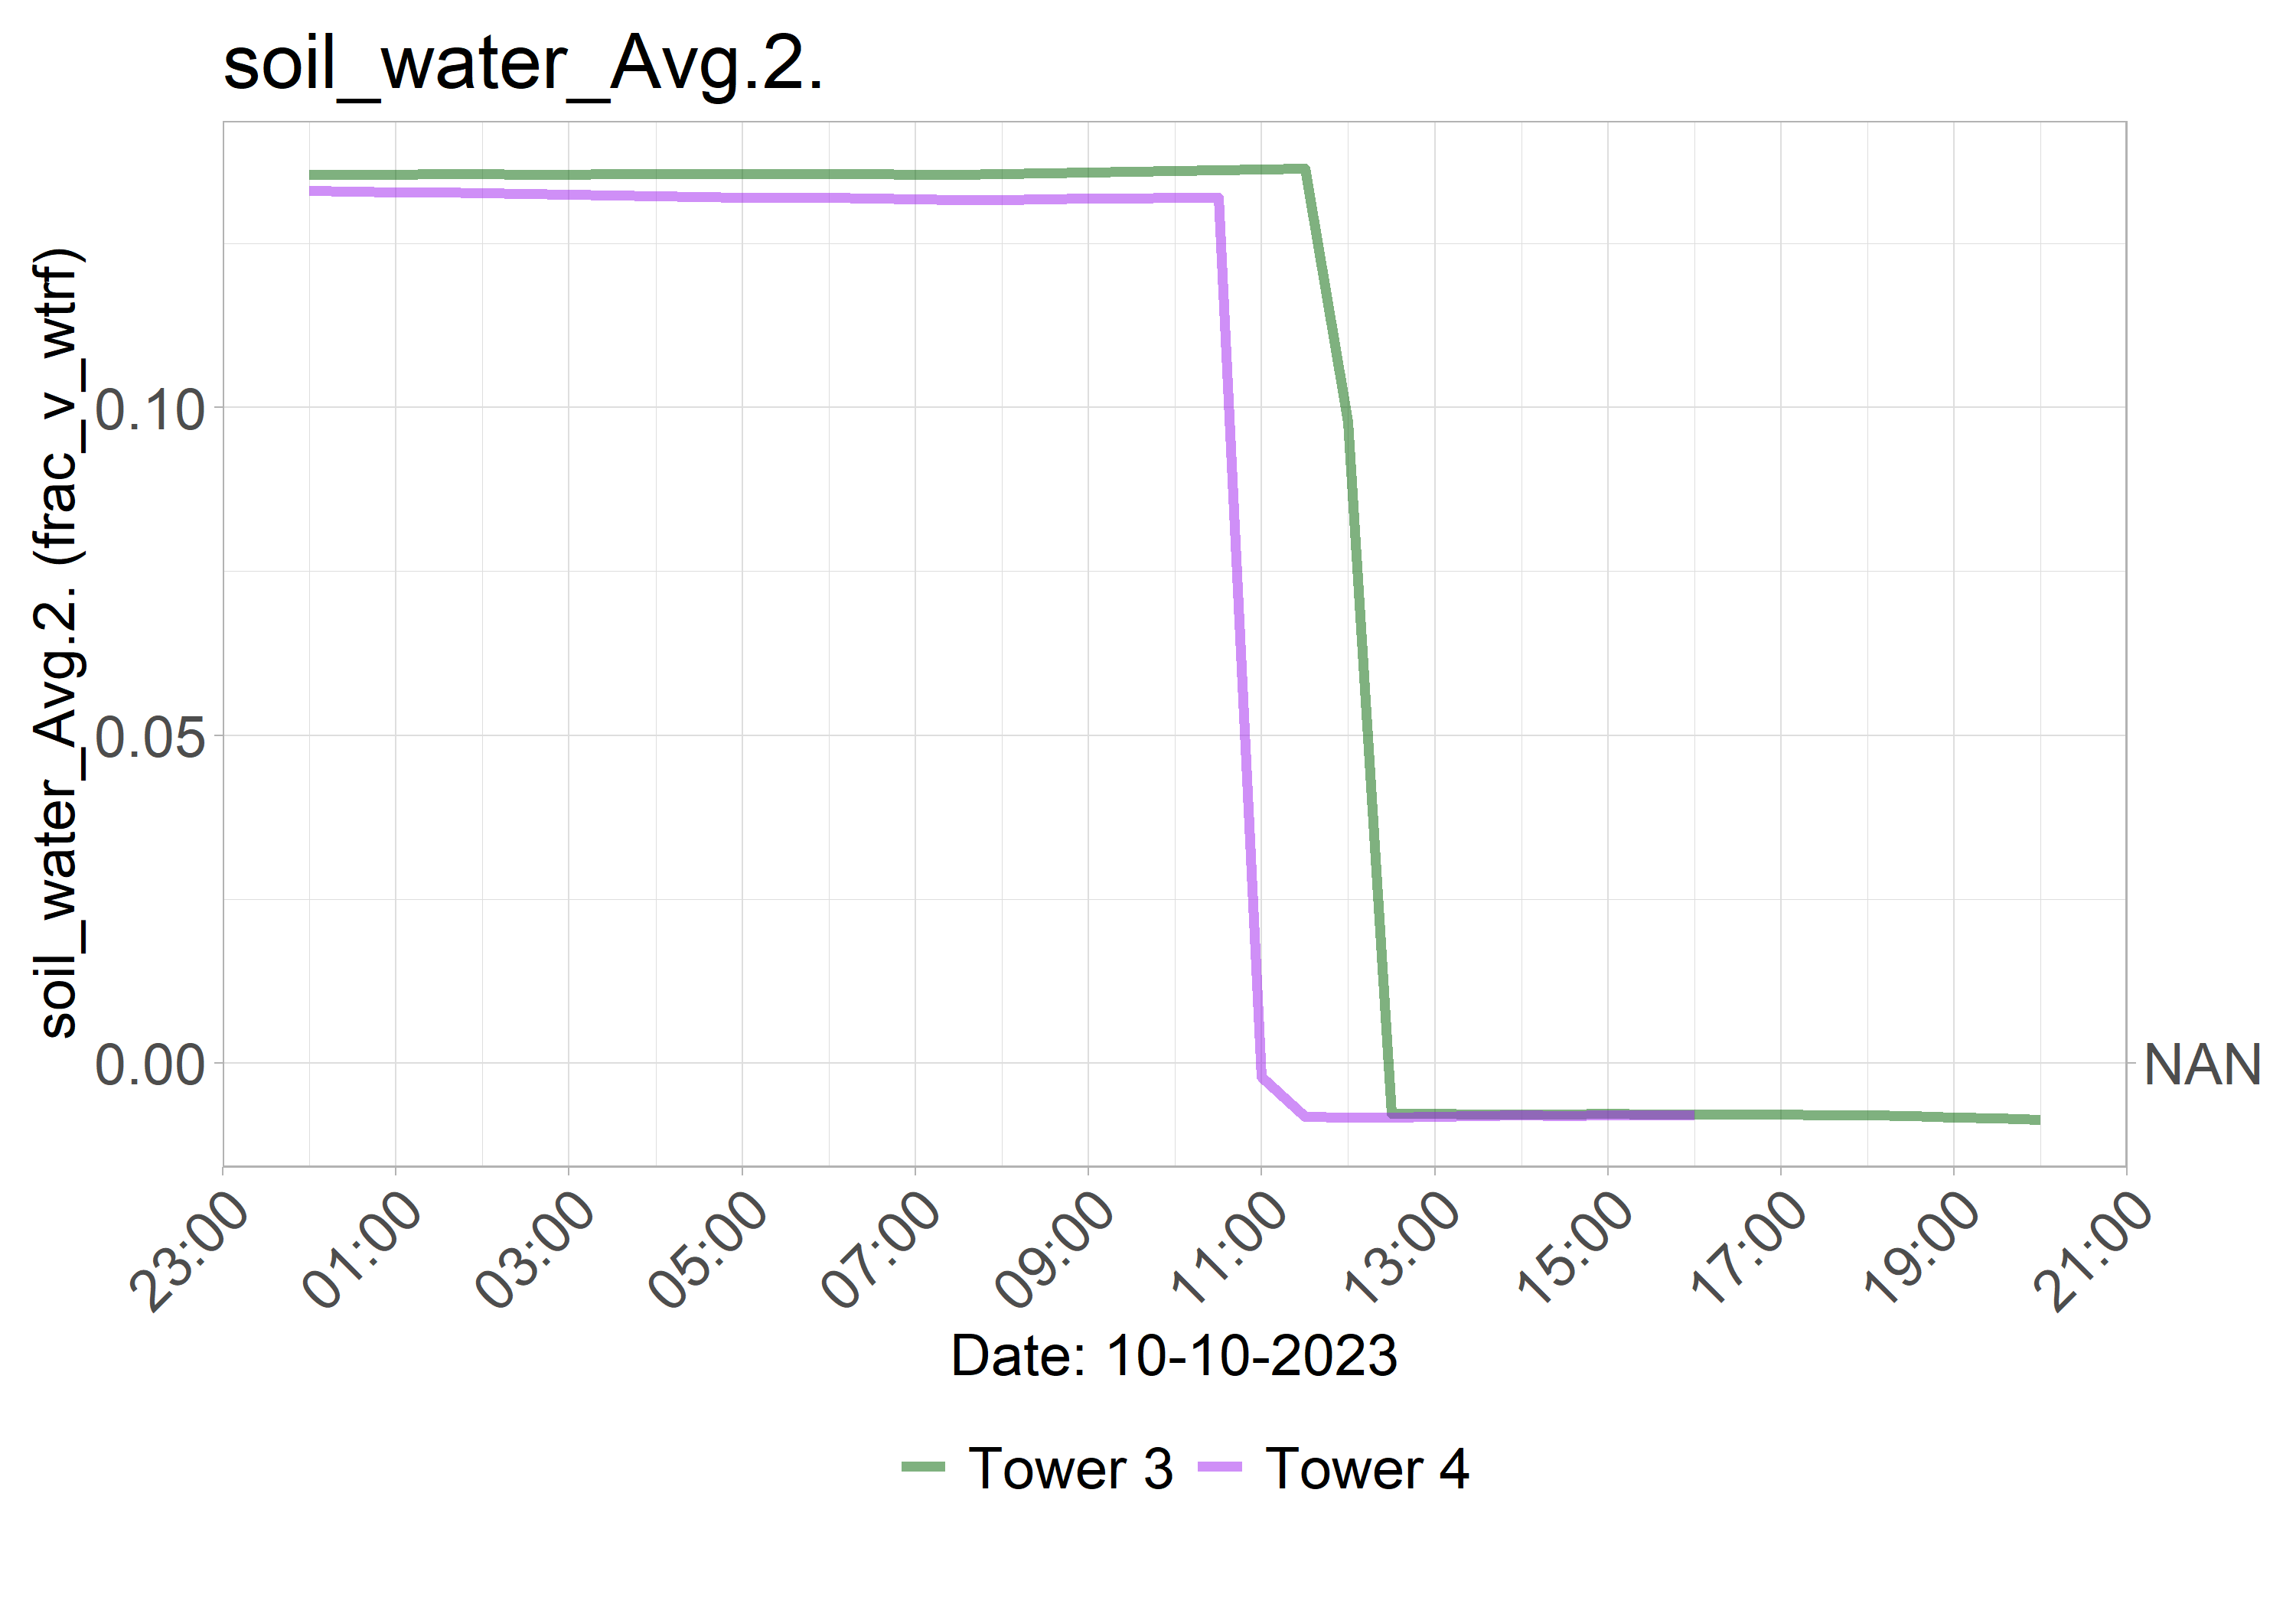 soil_water_Avg.2.
soil_water_Avg.2. (frac_v_wtrf)
0.10
0.05
0.00
NAN
23:00
01:00
03:00
05:00
07:00
09:00
11:00
13:00
15:00
17:00
19:00
21:00
Date: 10-10-2023
Tower 3
Tower 4